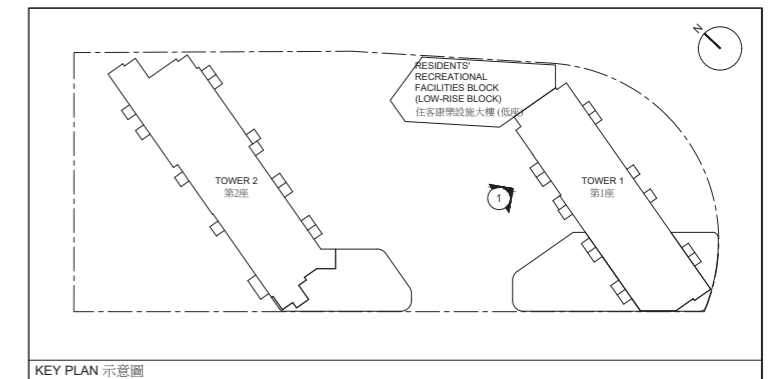 N
RESIDENTS'
RECREATIONAL
FACILITIES BLOCK
(LOW-RISE BLOCK)
住客康樂設施大樓 (低座)
TOWER 2
第2座
TOWER 1
第1座
1
KEY PLAN 示意圖